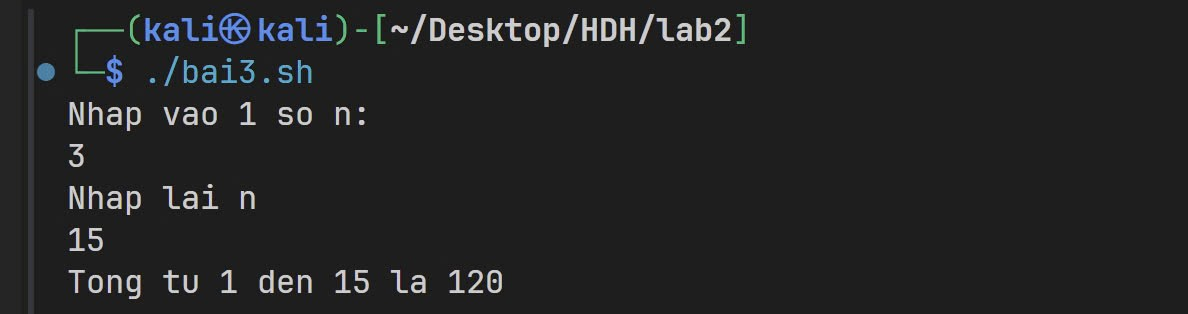 ┌──(kali㉿kali)-[~/Desktop/HDH/lab2]
└─$ ./bai3.sh
Nhap vao 1 so n:
3
Nhap lai n
15
Tong tu 1 den 15 la 120